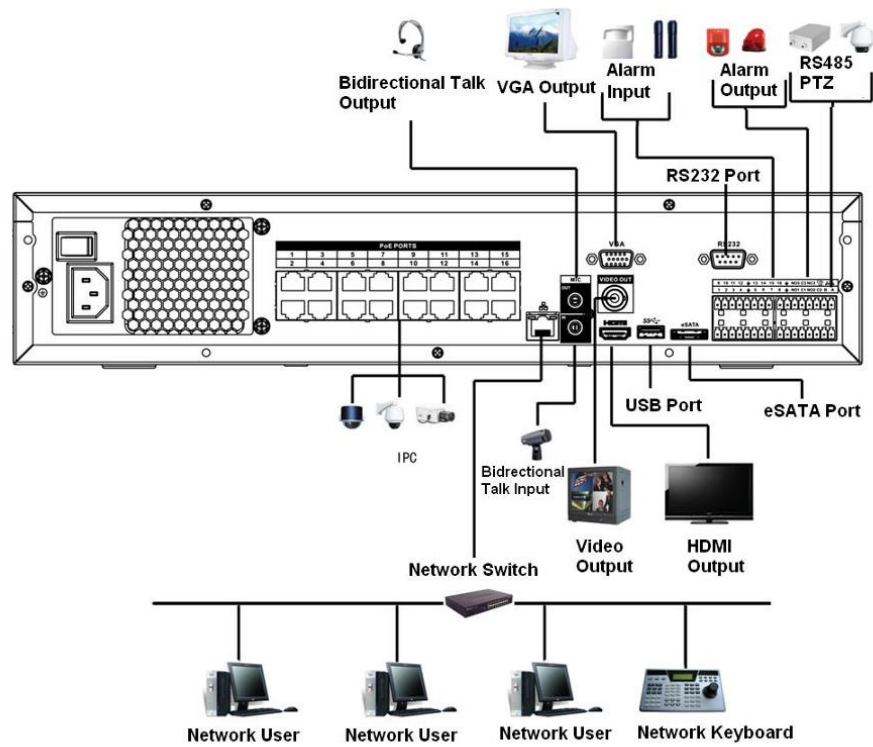 Bidirectional Talk
Output
VGA Output
Alarm
Input
Alarm
Output
RS485
PTZ
RS232 Port
PoE PORTS
1 3 5 7 9 11 13 15
2 4 6 8 10 12 14 16
MIC
OUT
VGA
VIDEO OUT
HDMI
RS232
eSATA
USB Port
eSATA Port
IPC
Bidrectional
Talk Input
Video
Output
HDMI
Output
Network Switch
Network User
Network User
Network User
Network Keyboard